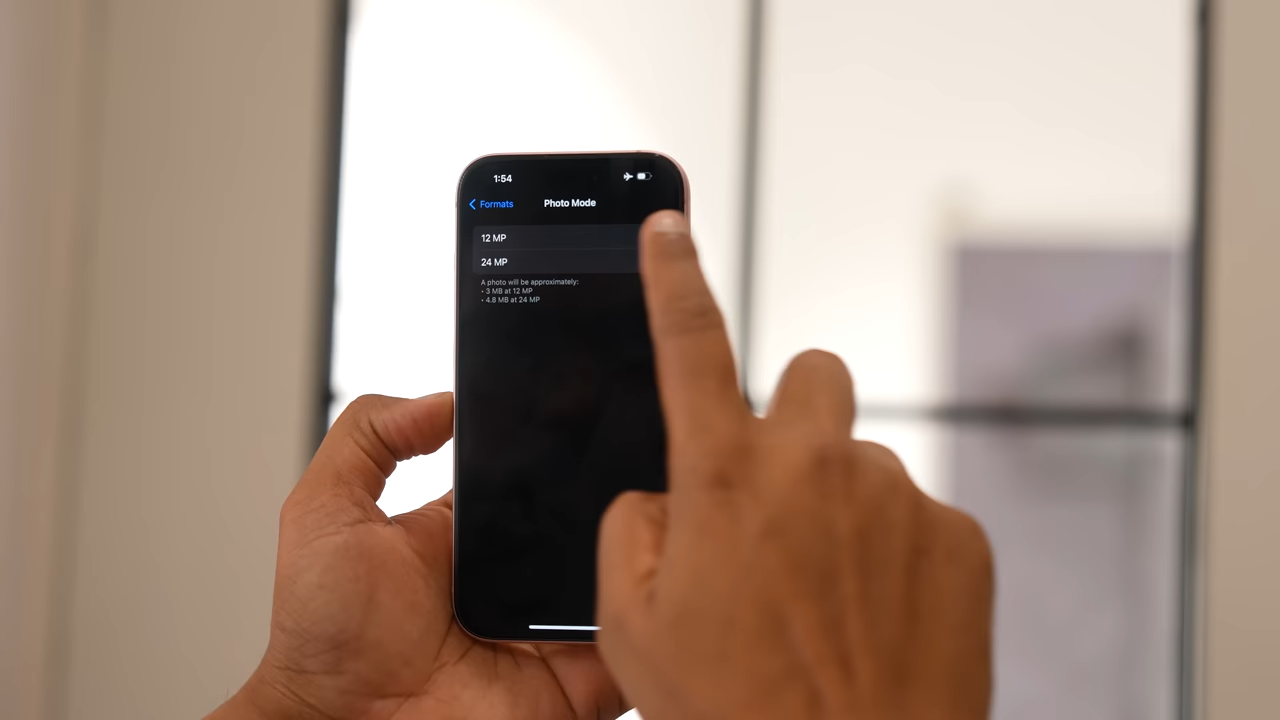 1:54
Formats
Photo Mode
12 MP
24 MP
A photo will be approximately:
• 3 MB at 12 MP
• 4.8 MB at 24 MP